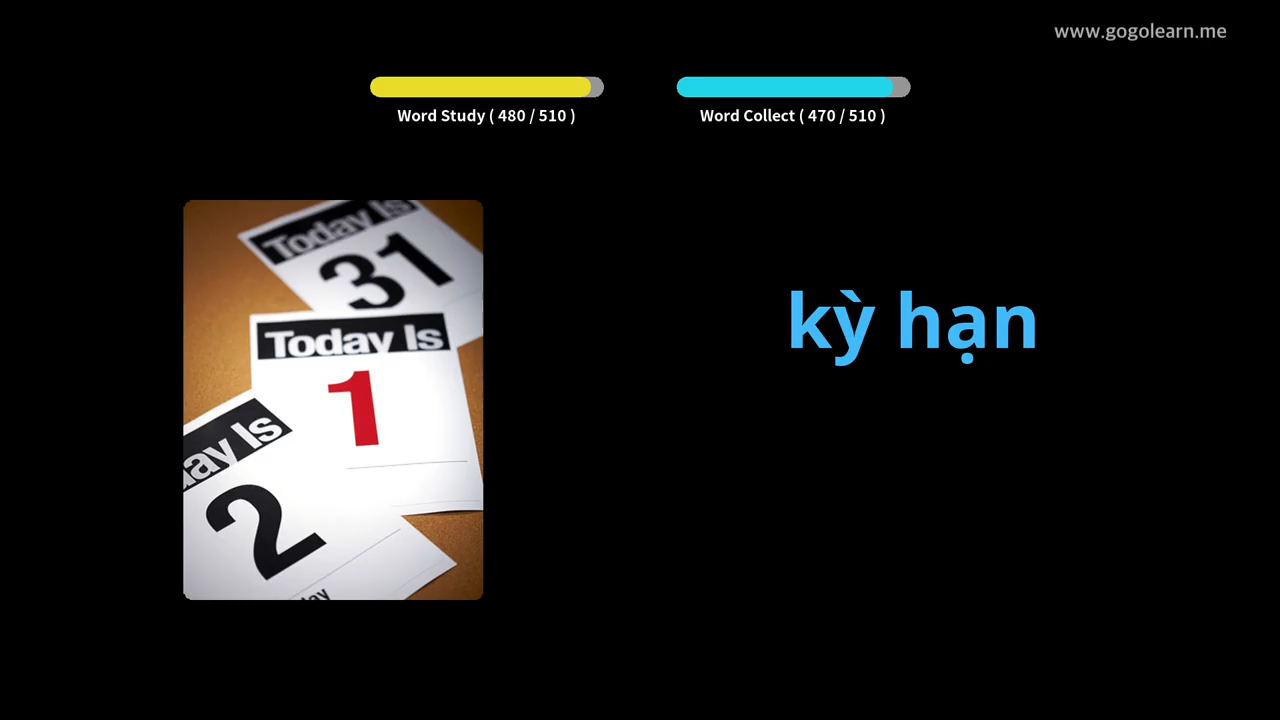 www.gogolearn.me
Word Study ( 480 / 510 )
Word Collect ( 470 / 510 )
Today Is
31
Today Is
1
ay Is
2
kỳ hạn